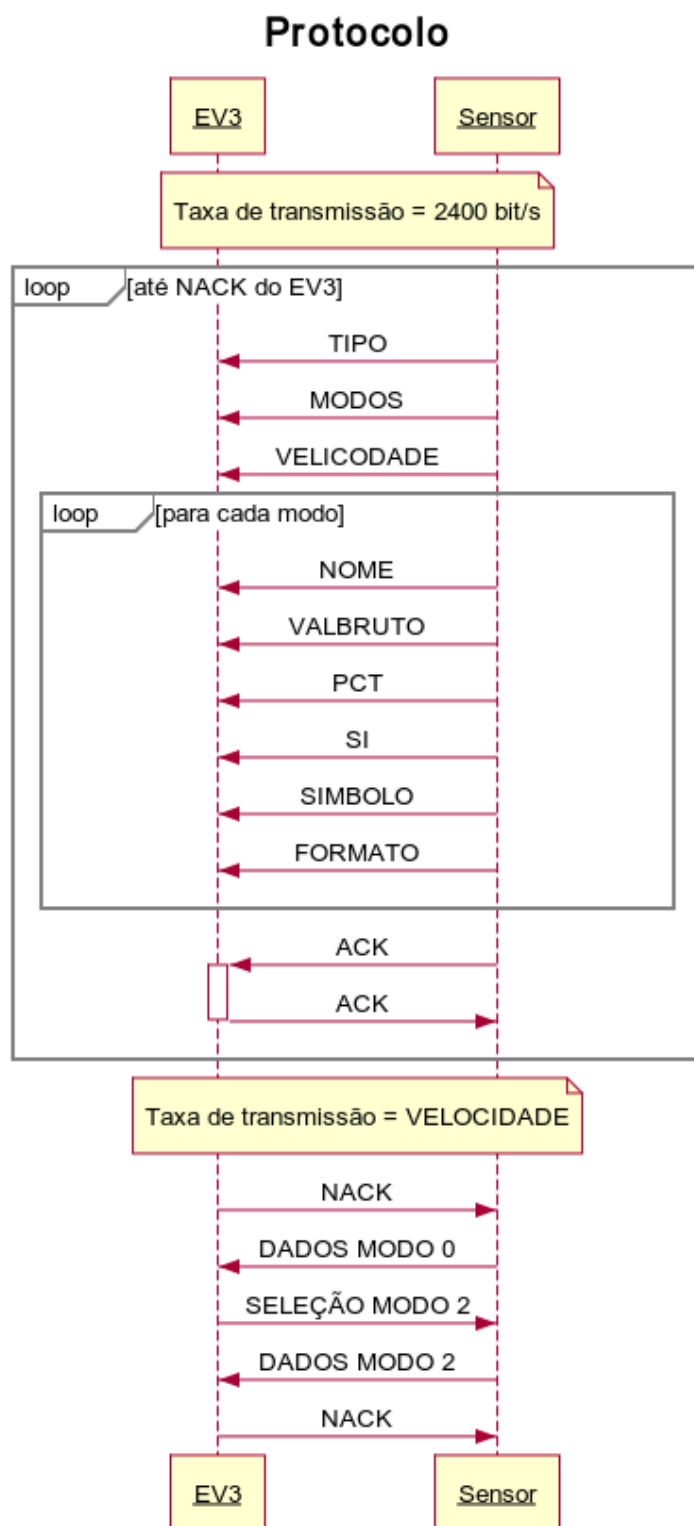 Protocolo
EV3 Sensor
Taxa de transmissão = 2400 bit/s
loop [até NACK do EV3]
TIPO
MODOS
VELICODADE
loop [para cada modo]
NOME
VALBRUTO
PCT
SI
SIMBOLO
FORMATO
ACK
ACK
Taxa de transmissão = VELOCIDADE
NACK
DADOS MODO 0
SELEÇÃO MODO 2
DADOS MODO 2
NACK
EV3 Sensor